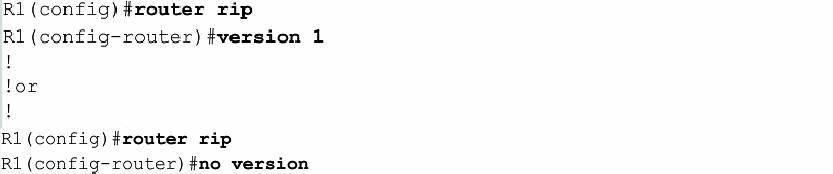 R1(config)#router rip
R1(config-router)#version 1
!
!or
!
R1(config)#router rip
R1(config-router)#no version